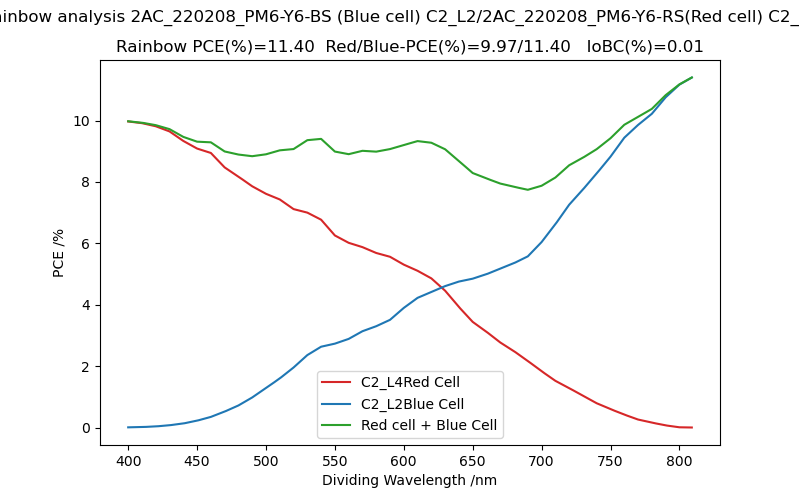 inbow analysis 2AC_220208_PM6-Y6-BS (Blue cell) C2_L2/2AC_220208_PM6-Y6-RS(Red cell) C2_
Rainbow PCE(%)=11.40 Red/Blue-PCE(%)=9.97/11.40 IoBC(%)=0.01
10
8
6
4
2
0
PCE /%
C2_L4Red Cell
C2_L2Blue Cell
Red cell + Blue Cell
400 450 500 550 600 650 700 750 800
Dividing Wavelength /nm